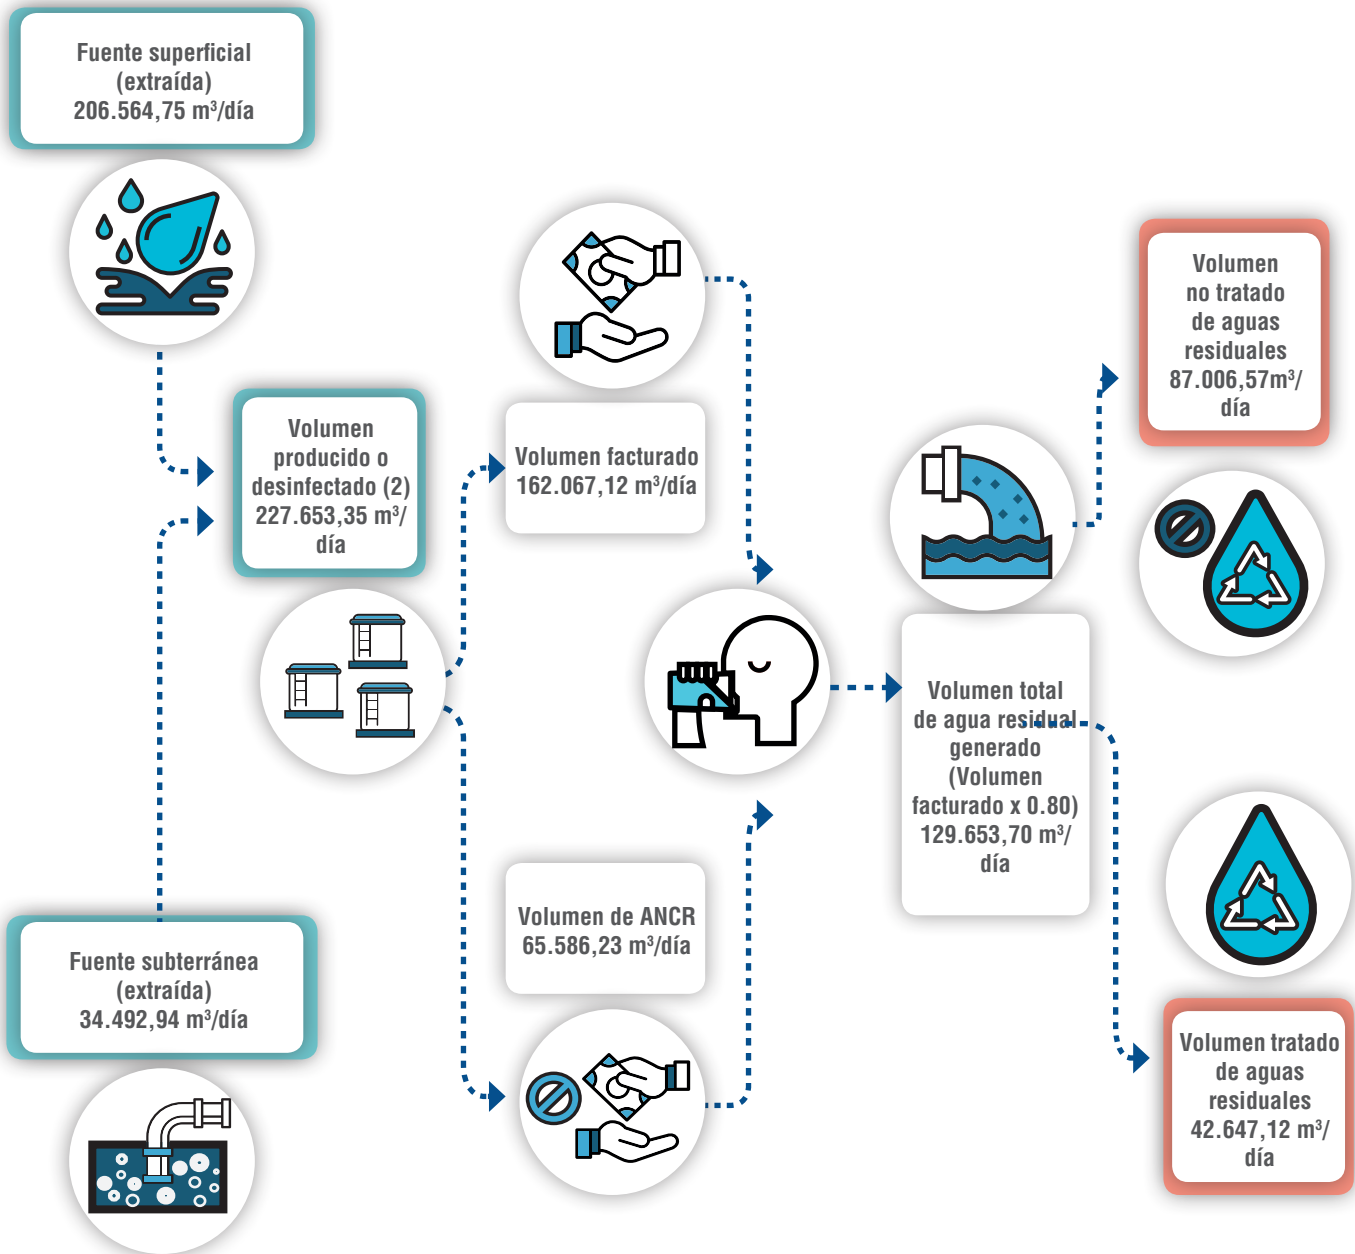 Fuente superficial
(extraída)
206.564,75 m³/día
Volumen
producido o
desinfectado (2)
227.653,35 m³/
día
Fuente subterránea
(extraída)
34.492,94 m³/día
Volumen facturado
162.067,12 m³/día
Volumen de ANCR
65.586,23 m³/día
Volumen total
de agua residual
generado
(Volumen
facturado x 0.80)
129.653,70 m³/
día
Volumen
no tratado
de aguas
residuales
87.006,57m³/
día
Volumen tratado
de aguas
residuales
42.647,12 m³/
día